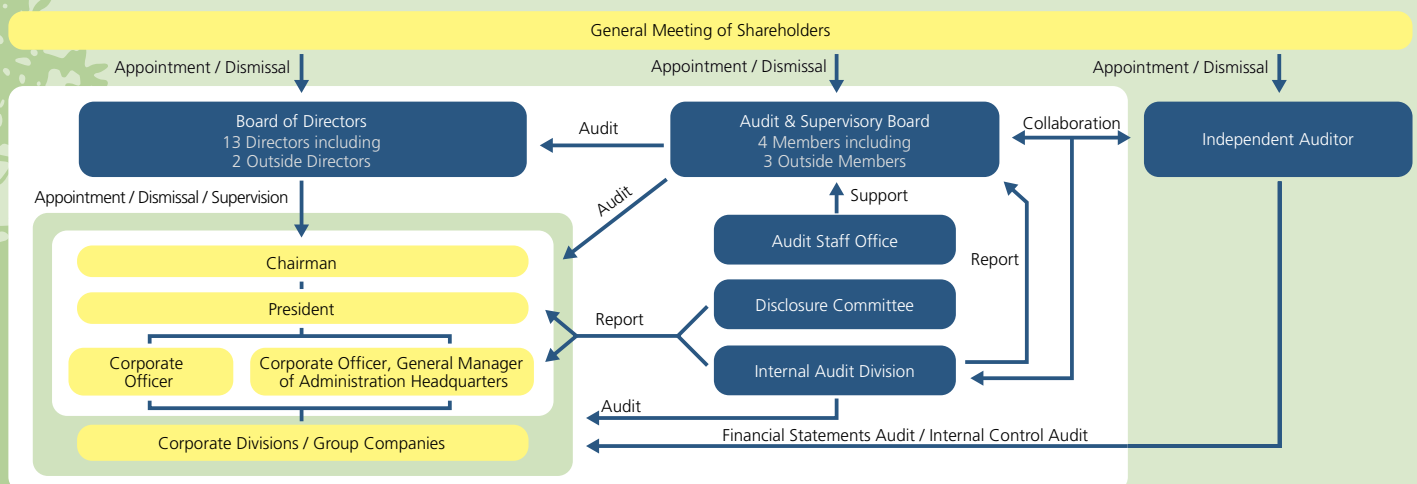 General Meeting of Shareholders
Appointment / Dismissal
Appointment / Dismissal
Appointment / Dismissal
Board of Directors
13 Directors including
2 Outside Directors
Audit
Audit & Supervisory Board
4 Members including
3 Outside Members
Collaboration
Independent Auditor
Appointment / Dismissal / Supervision
Audit
Support
Audit Staff Office
Report
Chairman
President
Report
Disclosure Committee
Corporate
Officer
Corporate Officer, General Manager
of Administration Headquarters
Internal Audit Division
Audit
Corporate Divisions / Group Companies
Financial Statements Audit / Internal Control Audit